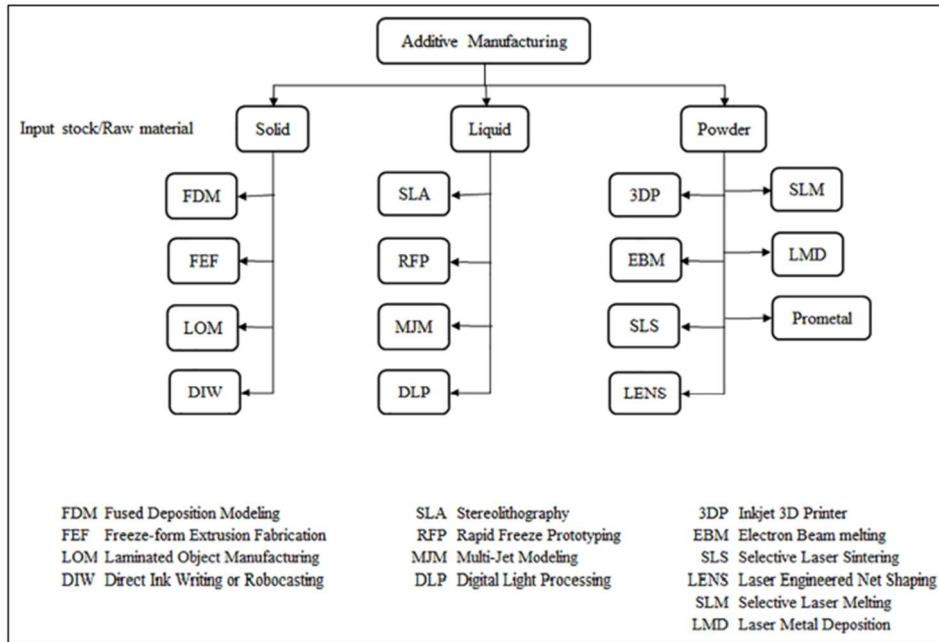 Additive Manufacturing
Input stock/Raw material
Solid
Liquid
Powder
FDM
SLA
3DP
SLM
FEF
RFP
EBM
LMD
LOM
MJM
SLS
Prometal
DIW
DLP
LENS
FDM Fused Deposition Modeling
FEF Freeze-form Extrusion Fabrication
LOM Laminated Object Manufacturing
DIW Direct Ink Writing or Robocasting
SLA Stereolithography
RFP Rapid Freeze Prototyping
MJM Multi-Jet Modeling
DLP Digital Light Processing
3DP Inkjet 3D Printer
EBM Electron Beam melting
SLS Selective Laser Sintering
LENS Laser Engineered Net Shaping
SLM Selective Laser Melting
LMD Laser Metal Deposition